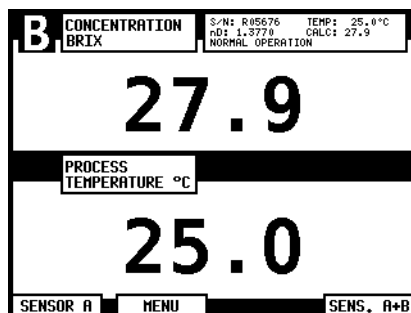 B
CONCENTRATION
BRIX
S/N: R05676 TEMP: 25.0°C
nD: 1.3770 CALC: 27.9
NORMAL OPERATION
27.9
PROCESS
TEMPERATURE °C
25.0
SENSOR A MENU SENS. A+B